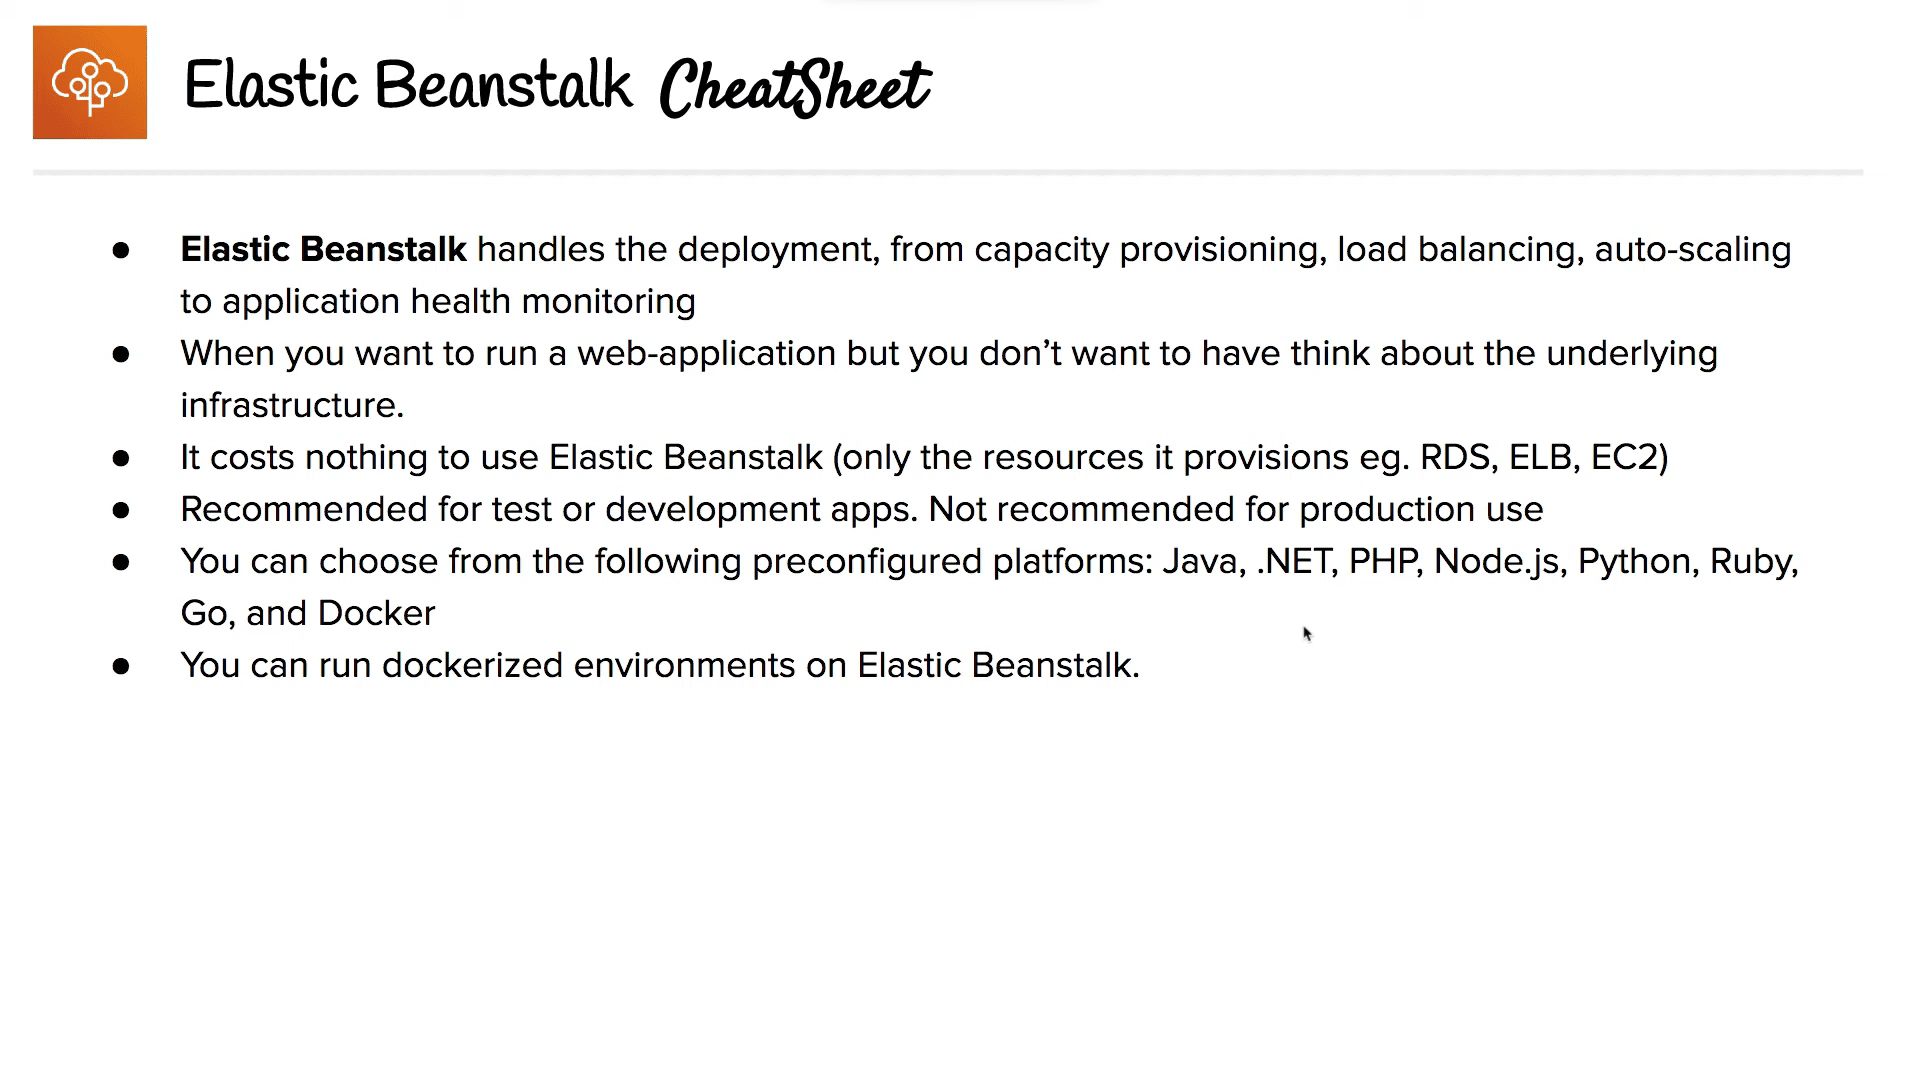 Elastic Beanstalk CheatSheet
● Elastic Beanstalk handles the deployment, from capacity provisioning, load balancing, auto-scaling
to application health monitoring
● When you want to run a web-application but you don’t want to have think about the underlying
infrastructure.
● It costs nothing to use Elastic Beanstalk (only the resources it provisions eg. RDS, ELB, EC2)
● Recommended for test or development apps. Not recommended for production use
● You can choose from the following preconfigured platforms: Java, .NET, PHP, Node.js, Python, Ruby,
Go, and Docker
● You can run dockerized environments on Elastic Beanstalk.